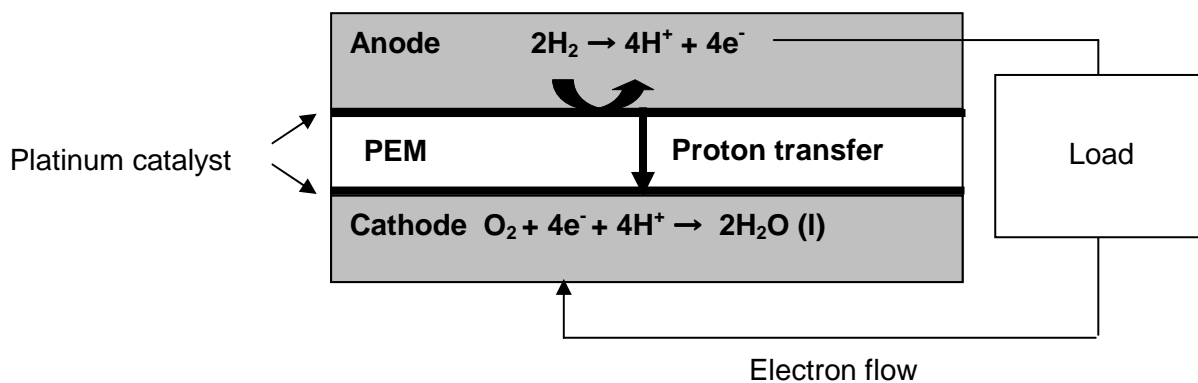 Anode 2H₂ → 4H⁺ + 4e⁻
Platinum catalyst
PEM Proton transfer
Load
Cathode O₂ + 4e⁻ + 4H⁺ → 2H₂O (l)
Electron flow